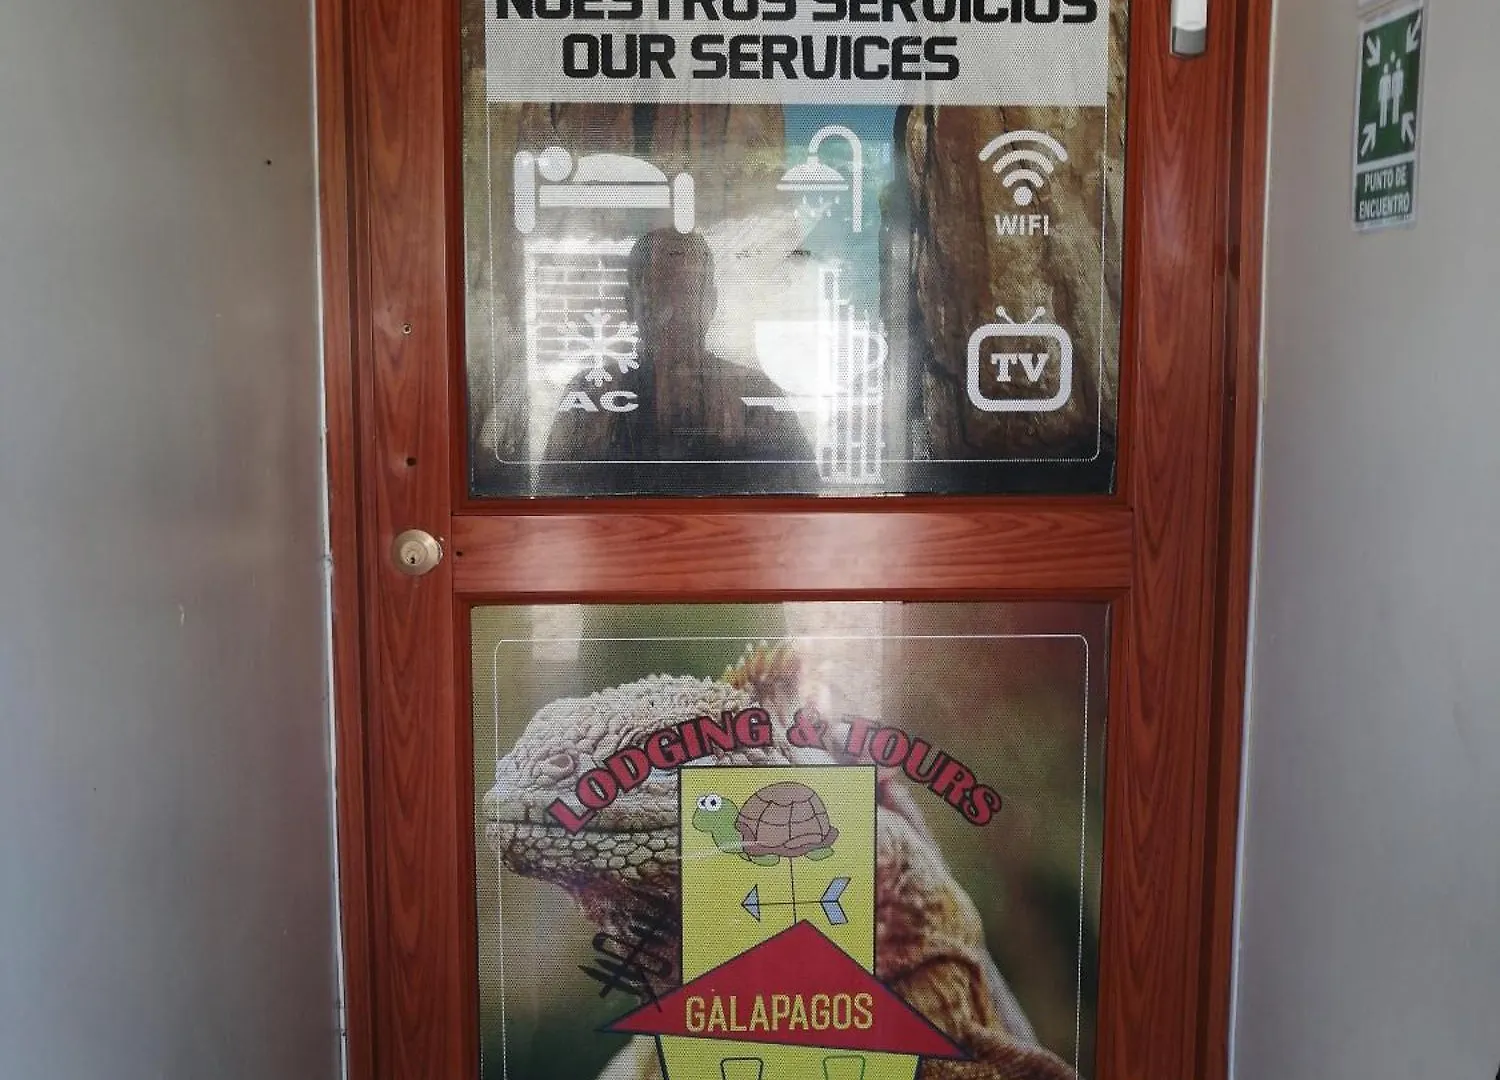 NUESTROS SERVICIOS
OUR SERVICES
WIFI
AC
TV
PUNTO DE
ENCUENTRO
LODGING & TOURS
GALAPAGOS